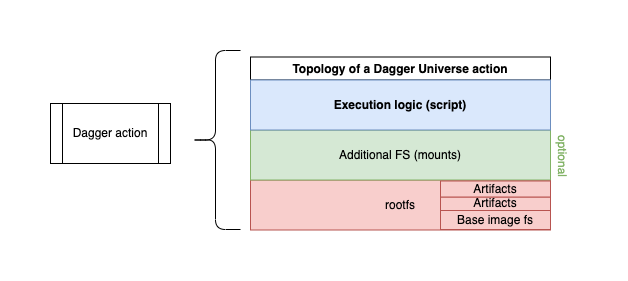 Topology of a Dagger Universe action
Dagger action
Execution logic (script)
Additional FS (mounts)
optional
rootfs
Artifacts
Artifacts
Base image fs